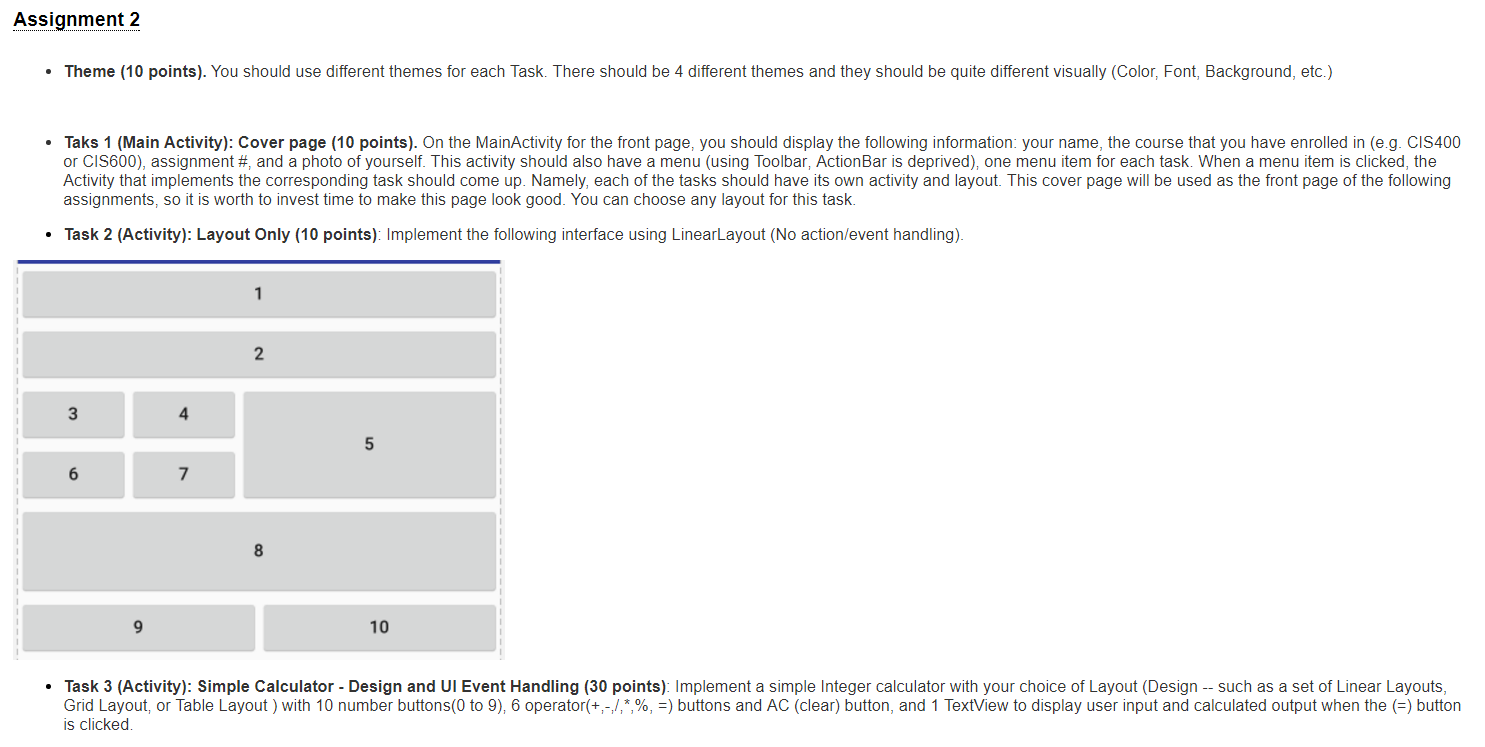 Assignment 2
• Theme (10 points). You should use different themes for each Task. There should be 4 different themes and they should be quite different visually (Color, Font, Background, etc.)
• Taks 1 (Main Activity): Cover page (10 points). On the MainActivity for the front page, you should display the following information: your name, the course that you have enrolled in (e.g. CIS400
or CIS600), assignment #, and a photo of yourself. This activity should also have a menu (using Toolbar, ActionBar is deprived), one menu item for each task. When a menu item is clicked, the
Activity that implements the corresponding task should come up. Namely, each of the tasks should have its own activity and layout. This cover page will be used as the front page of the following
assignments, so it is worth to invest time to make this page look good. You can choose any layout for this task.
• Task 2 (Activity): Layout Only (10 points): Implement the following interface using LinearLayout (No action/event handling).
1
2
3 4
5
6 7
8
9 10
• Task 3 (Activity): Simple Calculator - Design and UI Event Handling (30 points): Implement a simple Integer calculator with your choice of Layout (Design -- such as a set of Linear Layouts,
Grid Layout, or Table Layout ) with 10 number buttons(0 to 9), 6 operator(+,-,/,*,%, =) buttons and AC (clear) button, and 1 TextView to display user input and calculated output when the (=) button
is clicked.